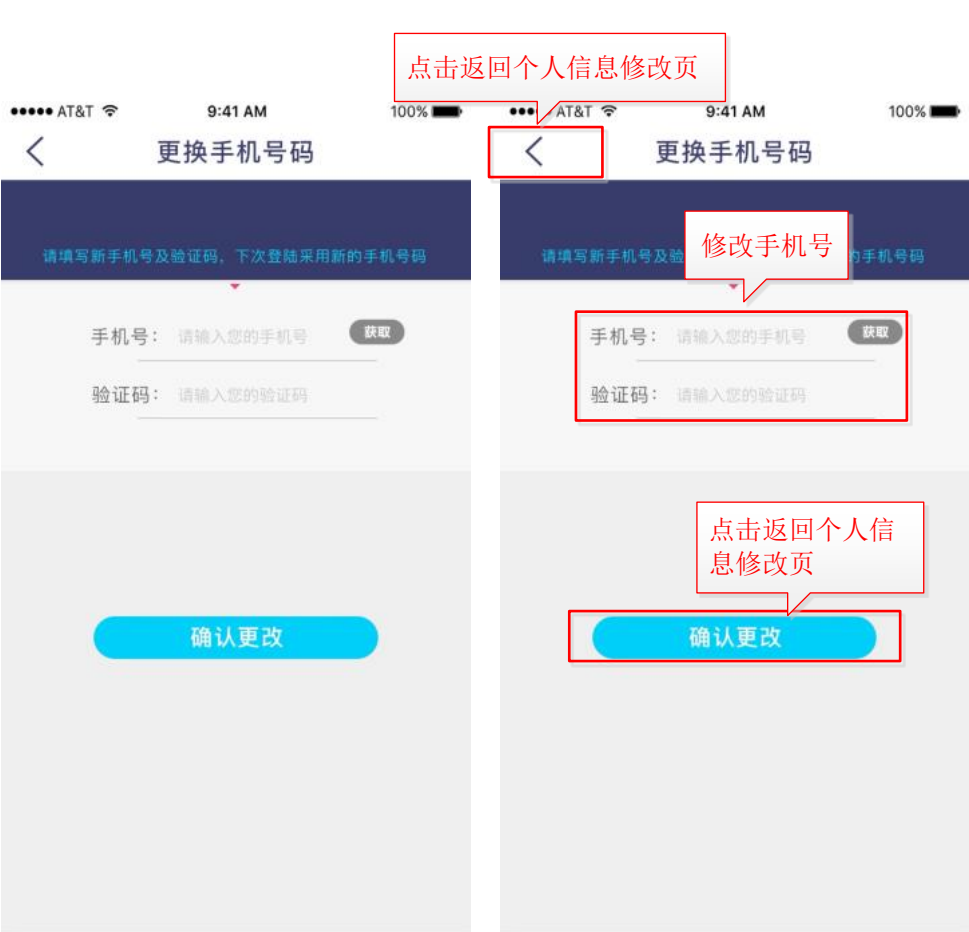 点击返回个人信息修改页
AT&T
9:41 AM
100%
更换手机号码
请填写新手机号及验证码，下次登陆采用新的手机号码
手机号：
请输入您的手机号
获取
验证码：
请输入您的验证码
确认更改
AT&T
9:41 AM
100%
更换手机号码
修改手机号
请填写新手机号及验
手机号码
手机号：
请输入您的手机号
获取
验证码：
请输入您的验证码
点击返回个人信
息修改页
确认更改